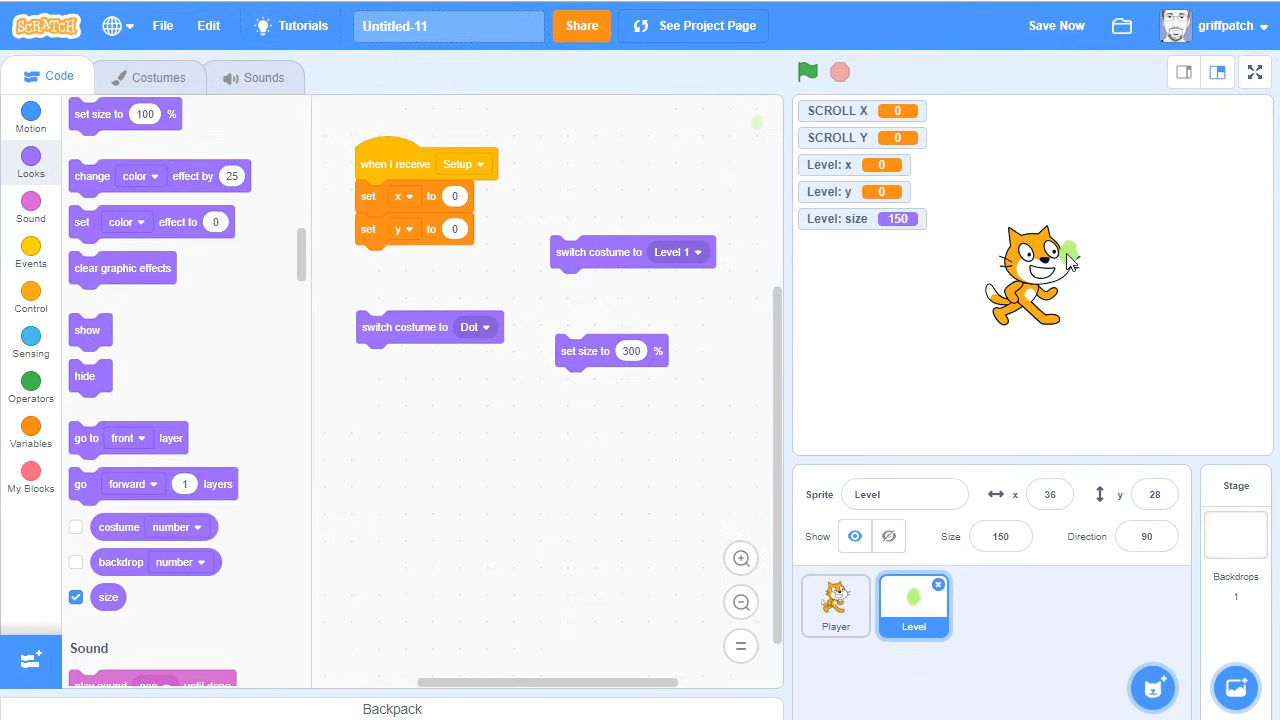 SCRATCH
File
Edit
Tutorials
Untitled-11
Share
See Project Page
Save Now
griffpatch
Code
Costumes
Sounds
Motion
Looks
Sound
Events
Control
Sensing
Operators
Variables
My Blocks
set size to 100 %
change color effect by 25
set color effect to 0
clear graphic effects
show
hide
go to front layer
go forward 1 layers
costume number
backdrop number
size
Sound
when I receive Setup
set x to 0
set y to 0
switch costume to Level 1
switch costume to Dot
set size to 300 %
Backpack
SCROLL X 0
SCROLL Y 0
Level: x 0
Level: y 0
Level: size 150
Sprite Level x 36 y 28
Show Size 150 Direction 90
Player
Level
Stage
Backdrops
1